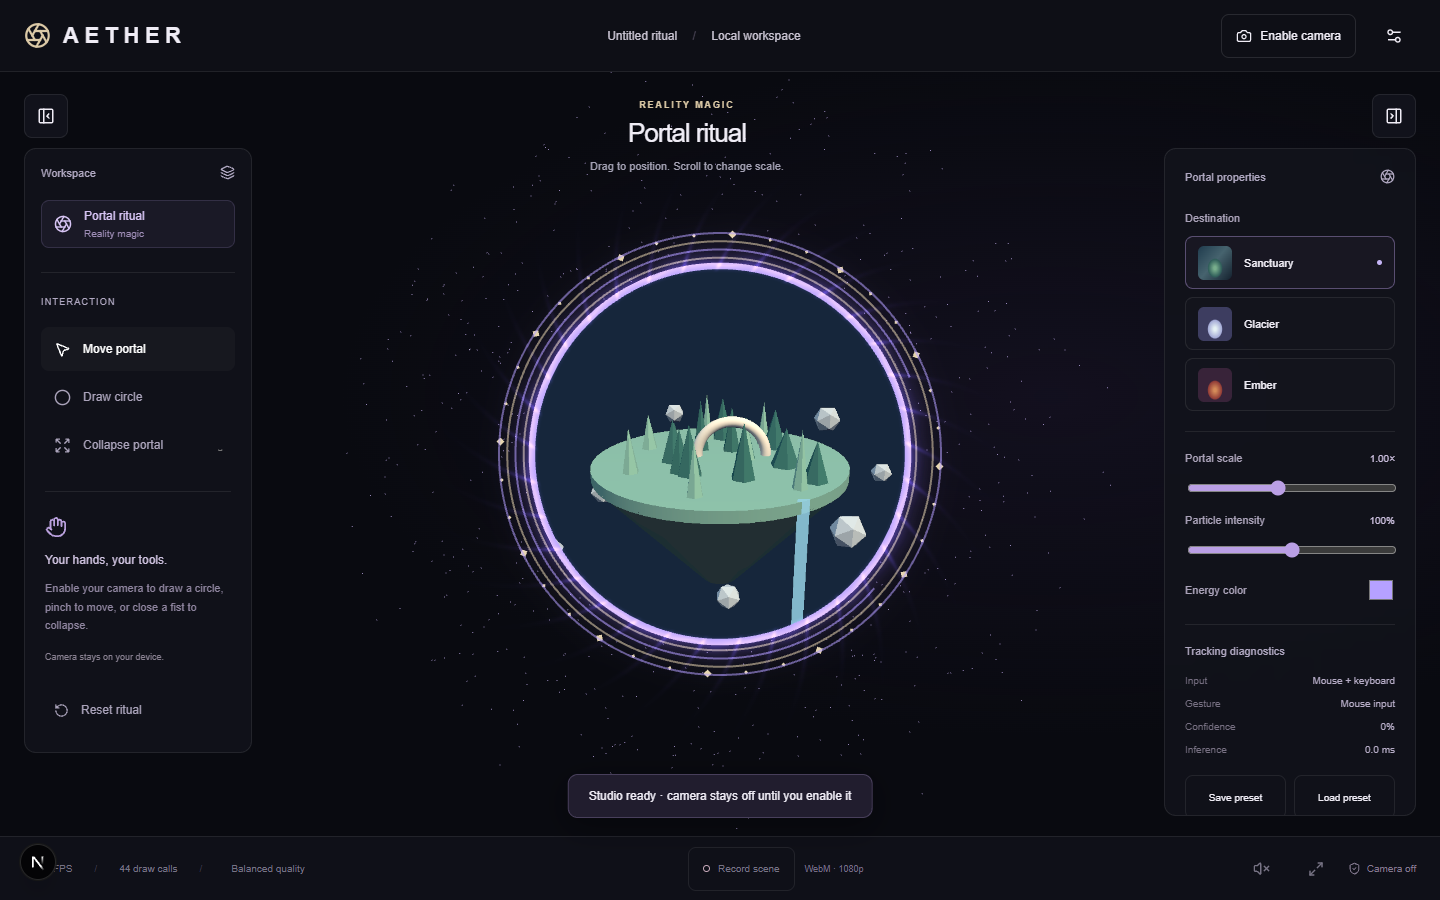 AETHER
Untitled ritual / Local workspace
Enable camera
REALITY MAGIC
Portal ritual
Drag to position. Scroll to change scale.
Workspace
Portal ritual
Reality magic
INTERACTION
Move portal
Draw circle
Collapse portal
Your hands, your tools.
Enable your camera to draw a circle,
pinch to move, or close a fist to
collapse.
Camera stays on your device.
Reset ritual
Portal properties
Destination
Sanctuary
Glacier
Ember
Portal scale 1.00×
Particle intensity 100%
Energy color
Tracking diagnostics
Input Mouse + keyboard
Gesture Mouse input
Confidence 0%
Inference 0.0 ms
Save preset Load preset
Studio ready · camera stays off until you enable it
N
FPS / 44 draw calls / Balanced quality
Record scene
WebM · 1080p
Camera off